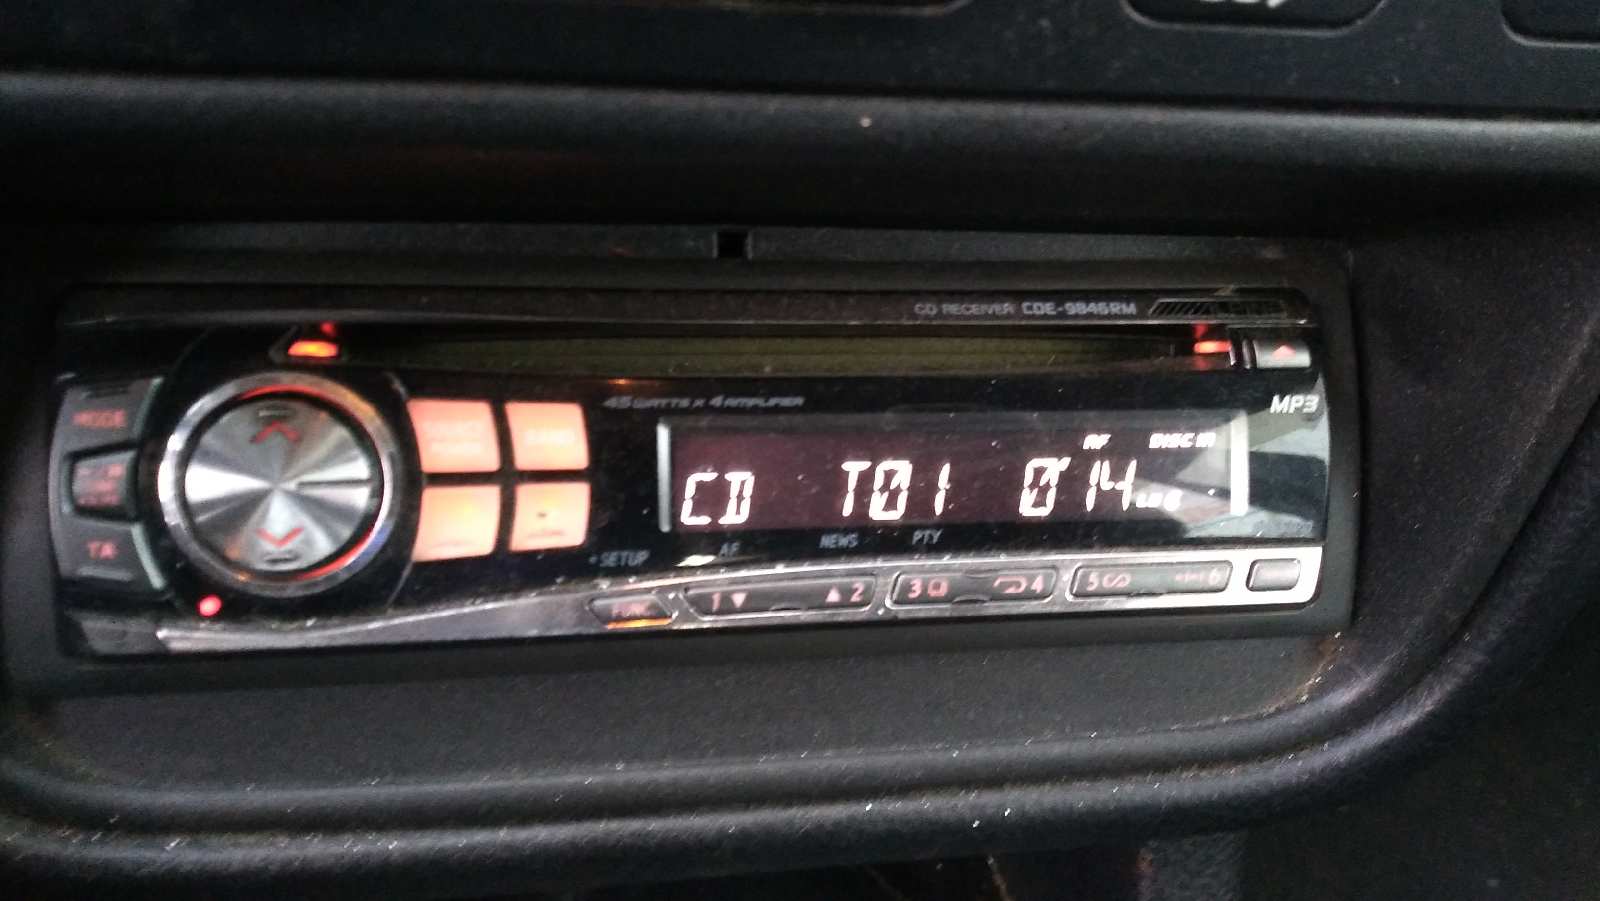 CD RECEIVER CDE-9846RM
MODE
45 WATTS x 4 AMPLIFIER
MP3
AF DISC IN
CD T01 0'14
TA
SETUP AF NEWS PTY
FUNC. 1 2 3 4 5 6